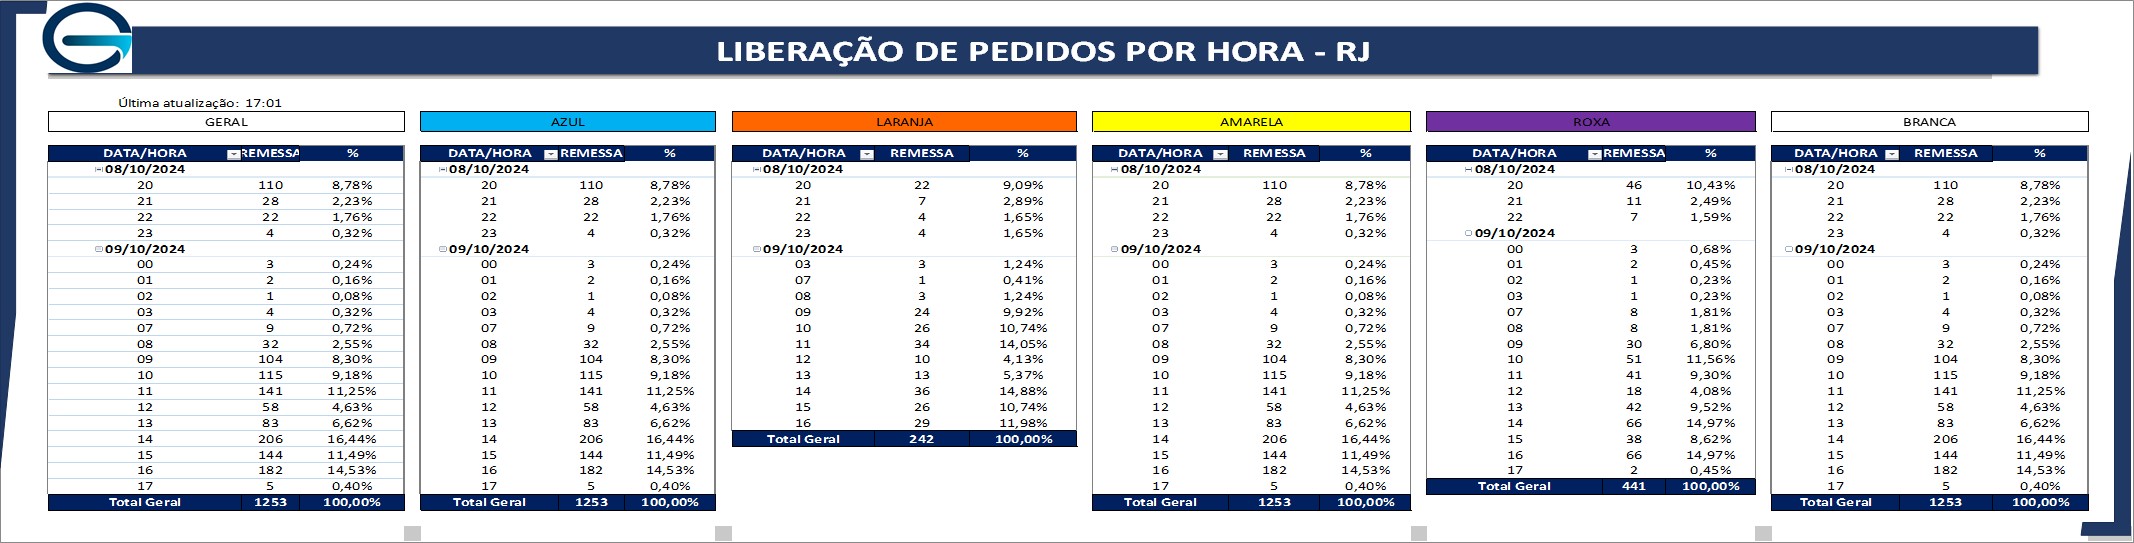 LIBERAÇÃO DE PEDIDOS POR HORA - RJ
Última atualização: 17:01
GERAL AZUL LARANJA AMARELA ROXA BRANCA
DATA/HORA REMESSA % DATA/HORA REMESSA % DATA/HORA REMESSA % DATA/HORA REMESSA % DATA/HORA REMESSA % DATA/HORA REMESSA %
08/10/2024 08/10/2024 08/10/2024 08/10/2024 08/10/2024 08/10/2024
20 110 8,78% 20 110 8,78% 20 22 9,09% 20 110 8,78% 20 46 10,43% 20 110 8,78%
21 28 2,23% 21 28 2,23% 21 7 2,89% 21 28 2,23% 21 11 2,49% 21 28 2,23%
22 22 1,76% 22 22 1,76% 22 4 1,65% 22 22 1,76% 22 7 1,59% 22 22 1,76%
23 4 0,32% 23 4 0,32% 23 4 1,65% 23 4 0,32% 09/10/2024 23 4 0,32%
09/10/2024 09/10/2024 09/10/2024 09/10/2024 00 3 0,68% 09/10/2024
00 3 0,24% 00 3 0,24% 03 3 1,24% 00 3 0,24% 01 2 0,45% 00 3 0,24%
01 2 0,16% 01 2 0,16% 07 1 0,41% 01 2 0,16% 02 1 0,23% 01 2 0,16%
02 1 0,08% 02 1 0,08% 08 3 1,24% 02 1 0,08% 03 1 0,23% 02 1 0,08%
03 4 0,32% 03 4 0,32% 09 24 9,92% 03 4 0,32% 07 8 1,81% 03 4 0,32%
07 9 0,72% 07 9 0,72% 10 26 10,74% 07 9 0,72% 08 8 1,81% 07 9 0,72%
08 32 2,55% 08 32 2,55% 11 34 14,05% 08 32 2,55% 09 30 6,80% 08 32 2,55%
09 104 8,30% 09 104 8,30% 12 10 4,13% 09 104 8,30% 10 51 11,56% 09 104 8,30%
10 115 9,18% 10 115 9,18% 13 13 5,37% 10 115 9,18% 11 41 9,30% 10 115 9,18%
11 141 11,25% 11 141 11,25% 14 36 14,88% 11 141 11,25% 12 18 4,08% 11 141 11,25%
12 58 4,63% 12 58 4,63% 15 26 10,74% 12 58 4,63% 13 42 9,52% 12 58 4,63%
13 83 6,62% 13 83 6,62% 16 29 11,98% 13 83 6,62% 14 66 14,97% 13 83 6,62%
14 206 16,44% 14 206 16,44% Total Geral 242 100,00% 14 206 16,44% 15 38 8,62% 14 206 16,44%
15 144 11,49% 15 144 11,49% 15 144 11,49% 16 66 14,97% 15 144 11,49%
16 182 14,53% 16 182 14,53% 16 182 14,53% 17 2 0,45% 16 182 14,53%
17 5 0,40% 17 5 0,40% 17 5 0,40% Total Geral 441 100,00% 17 5 0,40%
Total Geral 1253 100,00% Total Geral 1253 100,00% Total Geral 1253 100,00% Total Geral 1253 100,00%